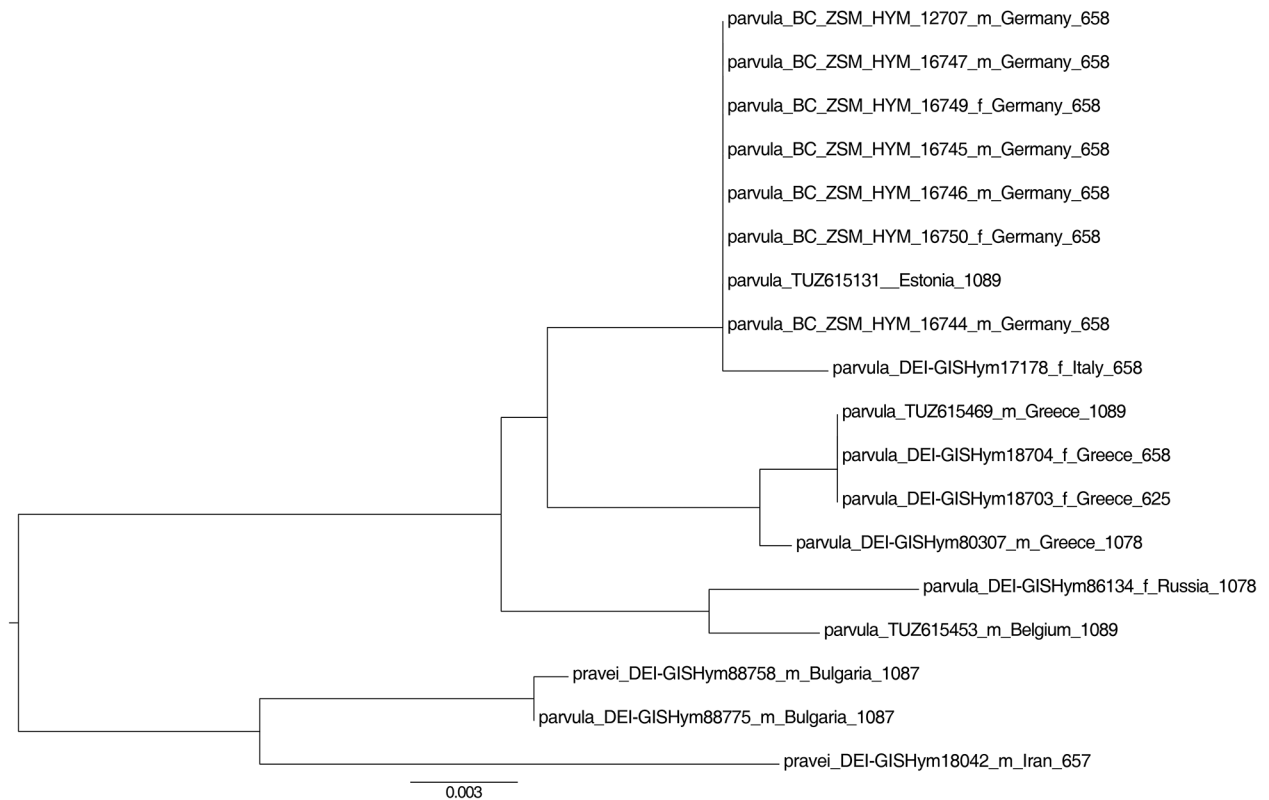 parvula_BC_ZSM_HYM_12707_m_Germany_658
parvula_BC_ZSM_HYM_16747_m_Germany_658
parvula_BC_ZSM_HYM_16749_f_Germany_658
parvula_BC_ZSM_HYM_16745_m_Germany_658
parvula_BC_ZSM_HYM_16746_m_Germany_658
parvula_BC_ZSM_HYM_16750_f_Germany_658
parvula_TUZ615131__Estonia_1089
parvula_BC_ZSM_HYM_16744_m_Germany_658
parvula_DEI-GISHym17178_f_Italy_658
parvula_TUZ615469_m_Greece_1089
parvula_DEI-GISHym18704_f_Greece_658
parvula_DEI-GISHym18703_f_Greece_625
parvula_DEI-GISHym80307_m_Greece_1078
parvula_DEI-GISHym86134_f_Russia_1078
parvula_TUZ615453_m_Belgium_1089
pravei_DEI-GISHym88758_m_Bulgaria_1087
parvula_DEI-GISHym88775_m_Bulgaria_1087
pravei_DEI-GISHym18042_m_Iran_657
0.003